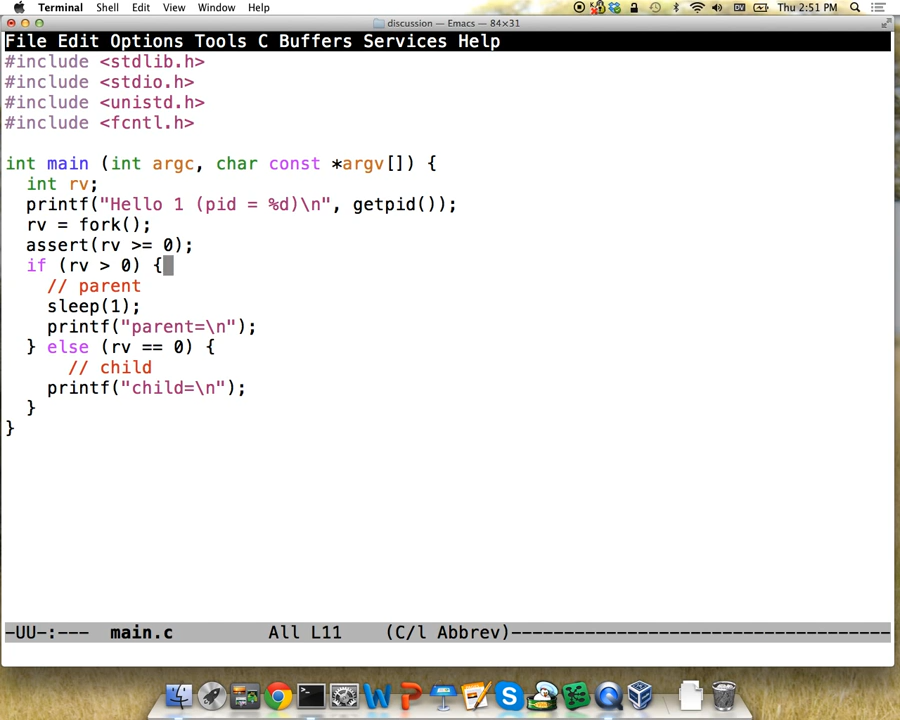 Terminal Shell Edit View Window Help Thu 2:51 PM
discussion — Emacs — 84×31
File Edit Options Tools C Buffers Services Help
#include <stdlib.h>
#include <stdio.h>
#include <unistd.h>
#include <fcntl.h>
int main (int argc, char const *argv[]) {
  int rv;
  printf("Hello 1 (pid = %d)\n", getpid());
  rv = fork();
  assert(rv >= 0);
  if (rv > 0) {
    // parent
    sleep(1);
    printf("parent=\n");
  } else (rv == 0) {
      // child
    printf("child=\n");
  }
}
-UU-:--- main.c All L11 (C/l Abbrev)------------------------------------